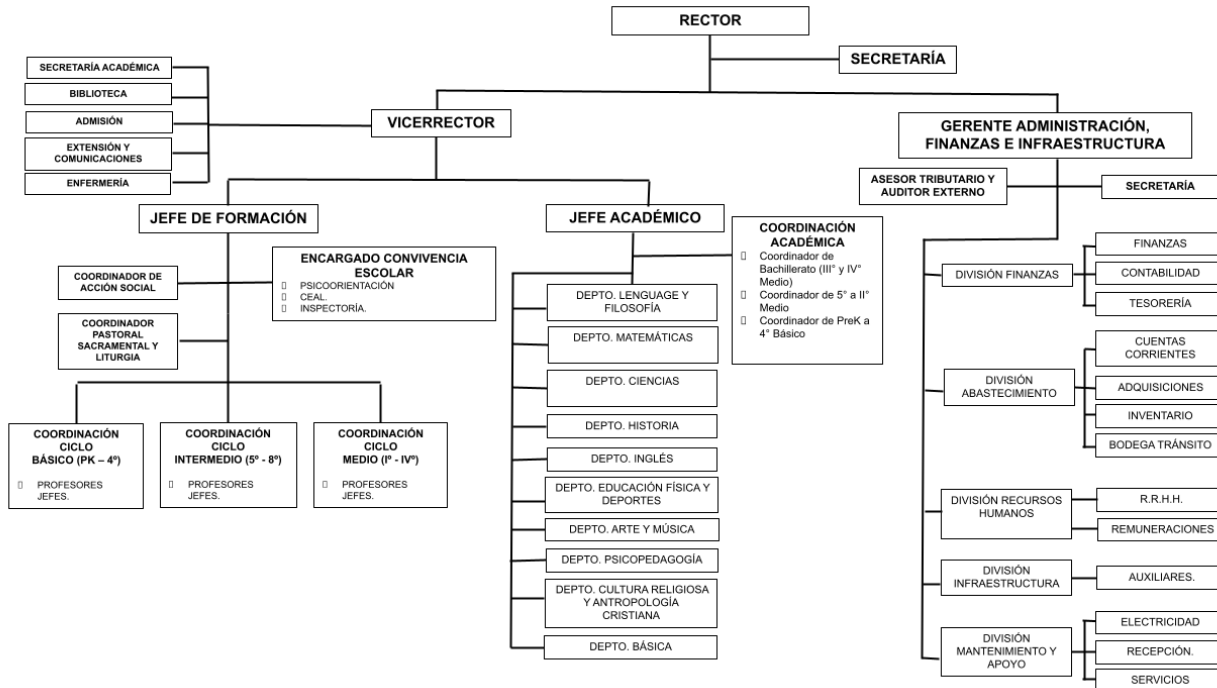 RECTOR
SECRETARÍA
SECRETARÍA ACADÉMICA
BIBLIOTECA
ADMISIÓN
EXTENSIÓN Y
COMUNICACIONES
ENFERMERÍA
VICERRECTOR
GERENTE ADMINISTRACIÓN,
FINANZAS E INFRAESTRUCTURA
ASESOR TRIBUTARIO Y
AUDITOR EXTERNO
SECRETARÍA
JEFE DE FORMACIÓN
COORDINADOR DE
ACCIÓN SOCIAL
ENCARGADO CONVIVENCIA
ESCOLAR
PSICOORIENTACIÓN
CEAL.
INSPECTORÍA.
COORDINADOR
PASTORAL
SACRAMENTAL Y
LITURGIA
COORDINACIÓN
CICLO
BÁSICO (PK – 4º)
PROFESORES
JEFES.
COORDINACIÓN
CICLO
INTERMEDIO (5º - 8º)
PROFESORES
JEFES.
COORDINACIÓN
CICLO
MEDIO (Iº - IVº)
PROFESORES
JEFES.
JEFE ACADÉMICO
COORDINACIÓN
ACADÉMICA
Coordinador de
Bachillerato (III° y IV°
Medio)
Coordinador de 5° a II°
Medio
Coordinador de PreK a
4° Básico
DEPTO. LENGUAGE Y
FILOSOFÍA
DEPTO. MATEMÁTICAS
DEPTO. CIENCIAS
DEPTO. HISTORIA
DEPTO. INGLÉS
DEPTO. EDUCACIÓN FÍSICA Y
DEPORTES
DEPTO. ARTE Y MÚSICA
DEPTO. PSICOPEDAGOGÍA
DEPTO. CULTURA RELIGIOSA
Y ANTROPOLOGÍA
CRISTIANA
DEPTO. BÁSICA
DIVISIÓN FINANZAS
FINANZAS
CONTABILIDAD
TESORERÍA
DIVISIÓN
ABASTECIMIENTO
CUENTAS
CORRIENTES
ADQUISICIONES
INVENTARIO
BODEGA TRÁNSITO
DIVISIÓN RECURSOS
HUMANOS
R.R.H.H.
REMUNERACIONES
DIVISIÓN
INFRAESTRUCTURA
AUXILIARES.
DIVISIÓN
MANTENIMIENTO Y
APOYO
ELECTRICIDAD
RECEPCIÓN.
SERVICIOS